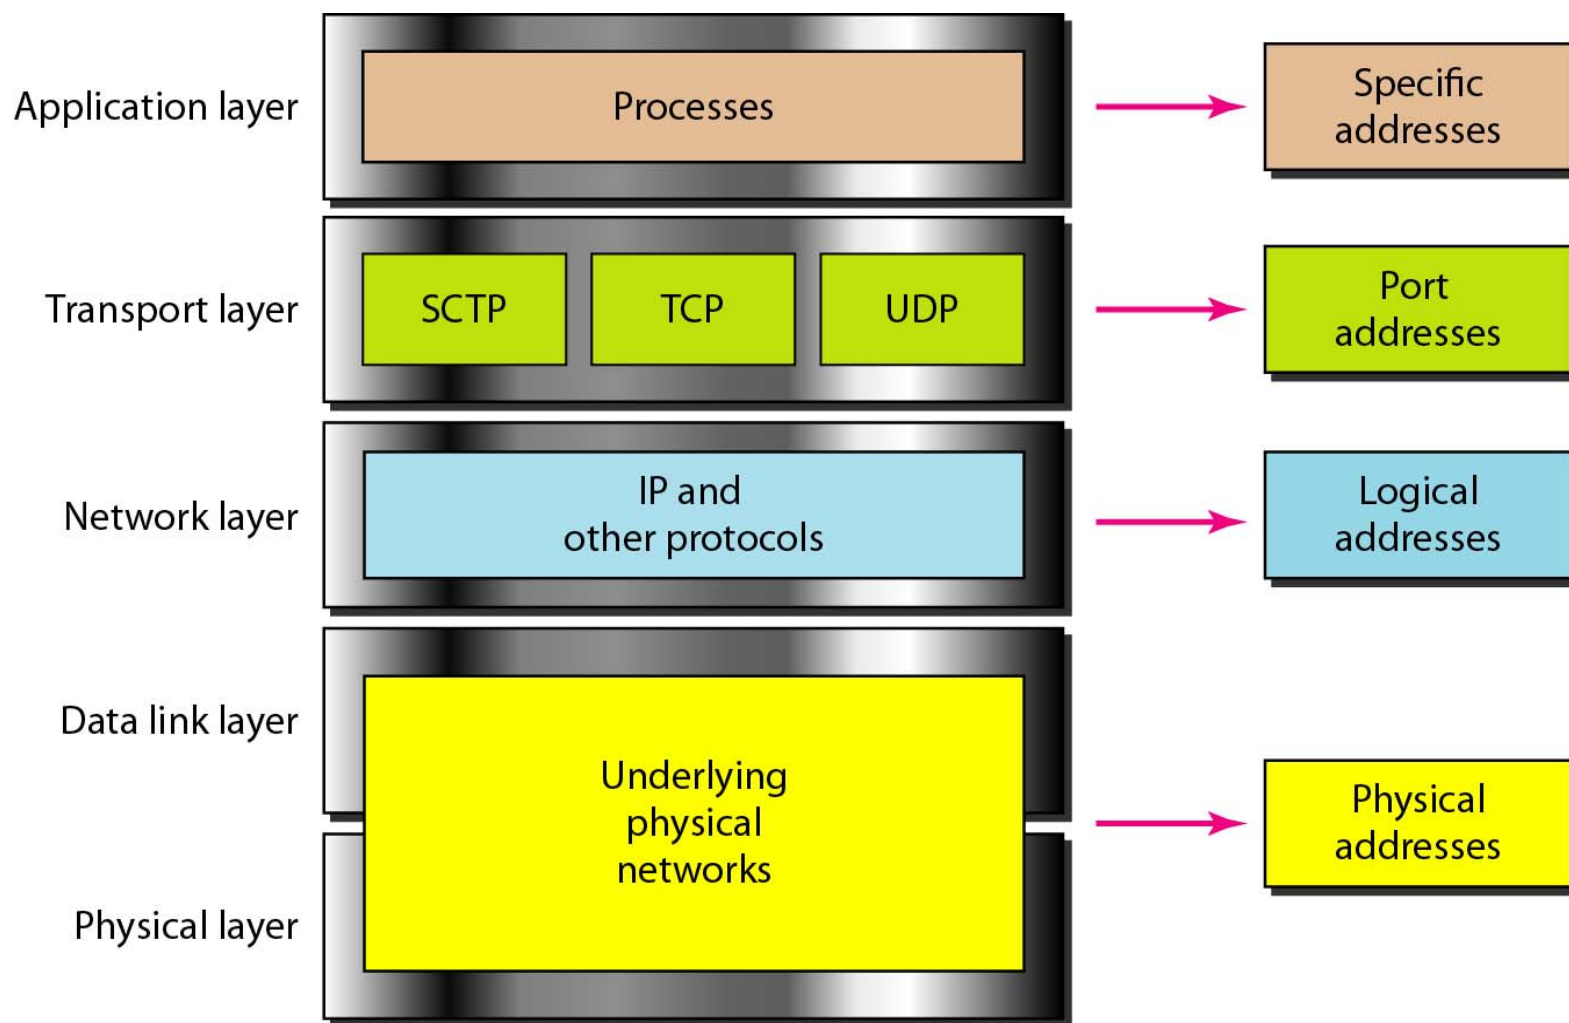 Application layer
Processes
Specific
addresses
Transport layer
SCTP
TCP
UDP
Port
addresses
Network layer
IP and
other protocols
Logical
addresses
Data link layer
Underlying
physical
networks
Physical
addresses
Physical layer